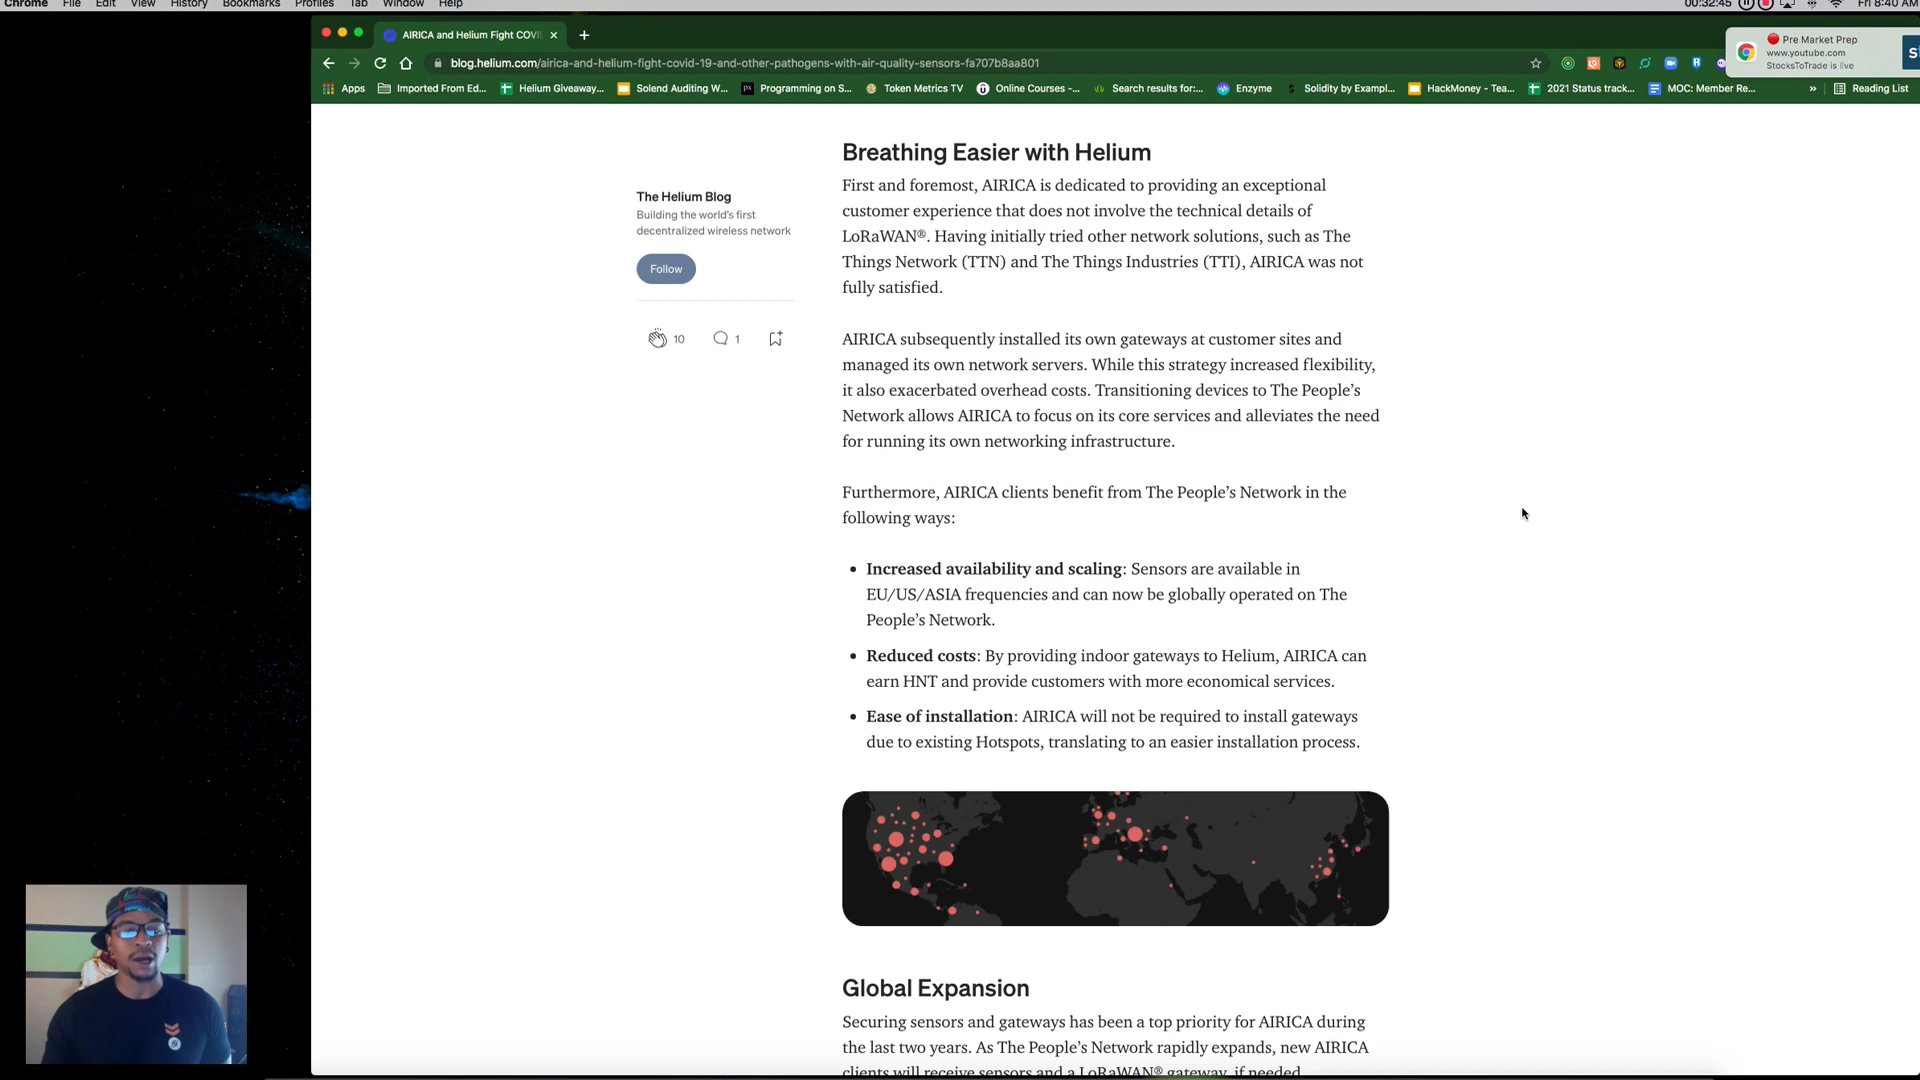 Chrome File Edit View History Bookmarks Profiles Tab Window Help 00:32:45 Fri 8:40 AM
AIRICA and Helium Fight COVI
Pre Market Prep
www.youtube.com
StocksToTrade is live
blog.helium.com/airica-and-helium-fight-covid-19-and-other-pathogens-with-air-quality-sensors-fa707b8aa801
Apps Imported From Ed... Helium Giveaway... Solend Auditing W... Programming on S... Token Metrics TV Online Courses -... Search results for:... Enzyme Solidity by Exampl... HackMoney - Tea... 2021 Status track... MOC: Member Re... » Reading List
The Helium Blog
Building the world's first
decentralized wireless network
Follow
10 1
Breathing Easier with Helium
First and foremost, AIRICA is dedicated to providing an exceptional
customer experience that does not involve the technical details of
LoRaWAN®. Having initially tried other network solutions, such as The
Things Network (TTN) and The Things Industries (TTI), AIRICA was not
fully satisfied.
AIRICA subsequently installed its own gateways at customer sites and
managed its own network servers. While this strategy increased flexibility,
it also exacerbated overhead costs. Transitioning devices to The People's
Network allows AIRICA to focus on its core services and alleviates the need
for running its own networking infrastructure.
Furthermore, AIRICA clients benefit from The People's Network in the
following ways:
• Increased availability and scaling: Sensors are available in
EU/US/ASIA frequencies and can now be globally operated on The
People's Network.
• Reduced costs: By providing indoor gateways to Helium, AIRICA can
earn HNT and provide customers with more economical services.
• Ease of installation: AIRICA will not be required to install gateways
due to existing Hotspots, translating to an easier installation process.
Global Expansion
Securing sensors and gateways has been a top priority for AIRICA during
the last two years. As The People's Network rapidly expands, new AIRICA
clients will receive sensors and a LoRaWAN® gateway, if needed